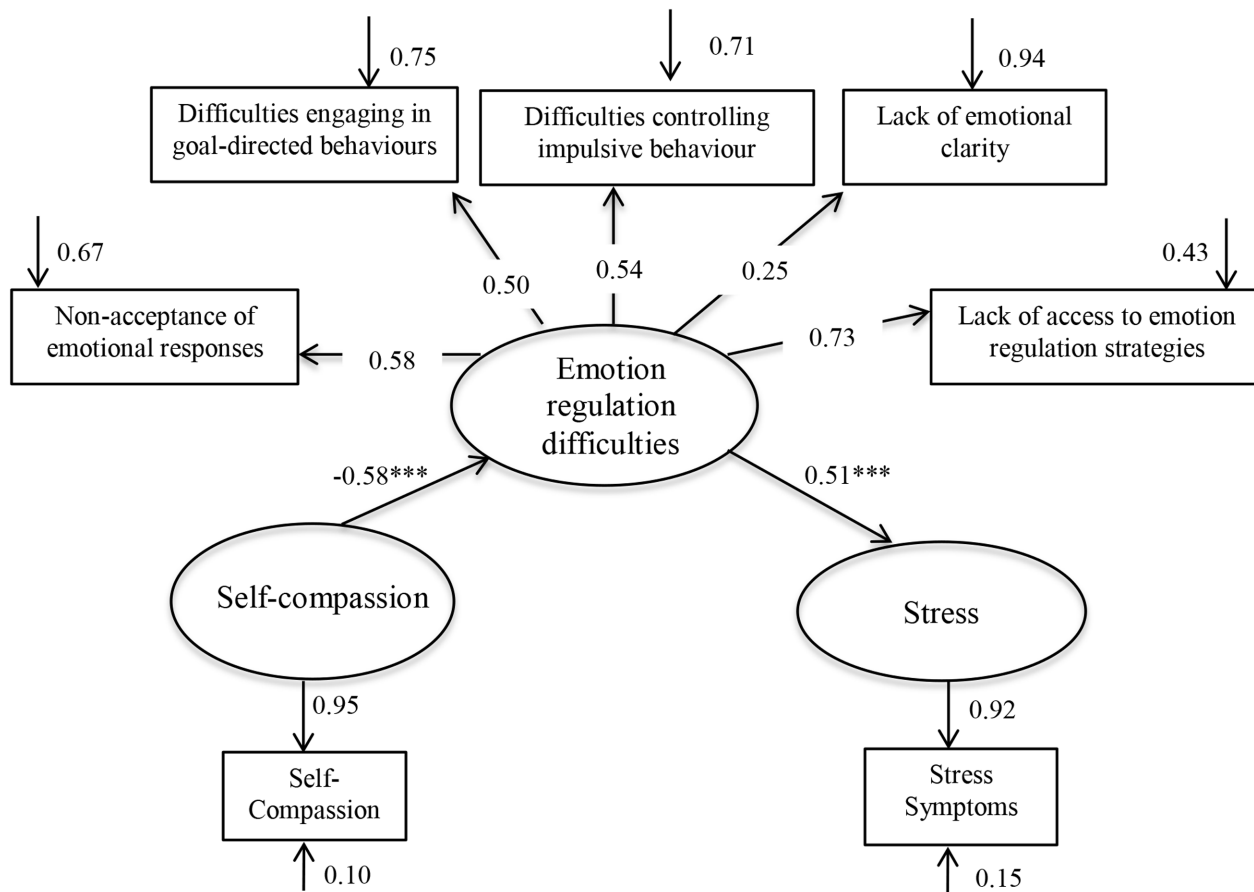 0.75
0.71
0.94
Difficulties engaging in
goal-directed behaviours
Difficulties controlling
impulsive behaviour
Lack of emotional
clarity
0.67
0.50
0.54
0.25
0.43
Non-acceptance of
emotional responses
0.58
0.73
Lack of access to emotion
regulation strategies
Emotion
regulation
difficulties
-0.58***
0.51***
Self-compassion
Stress
0.95
0.92
Self-
Compassion
Stress
Symptoms
0.10
0.15